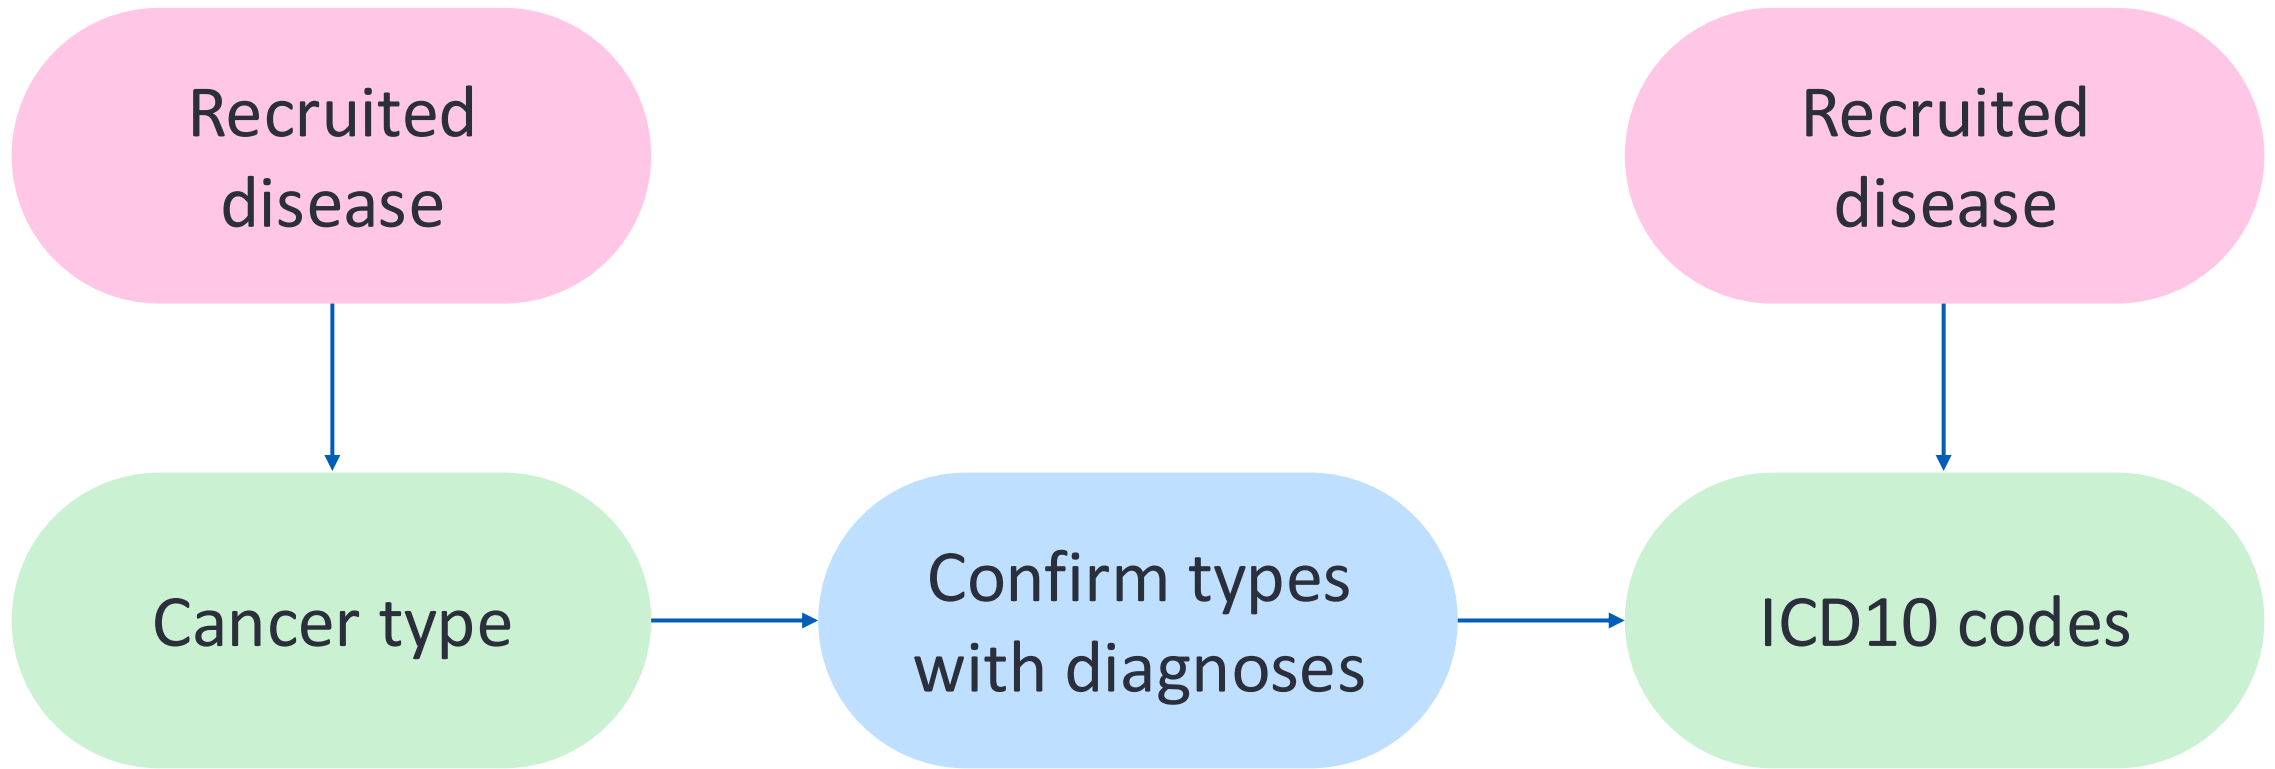 Recruited
disease
Recruited
disease
Cancer type
Confirm types
with diagnoses
ICD10 codes